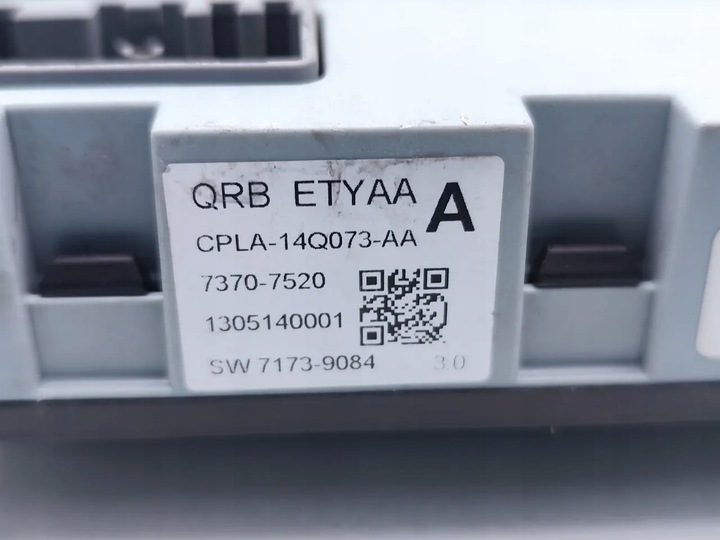 QRB ETYAA A
CPLA-14Q073-AA
7370-7520
1305140001
SW 7173-9084 3.0